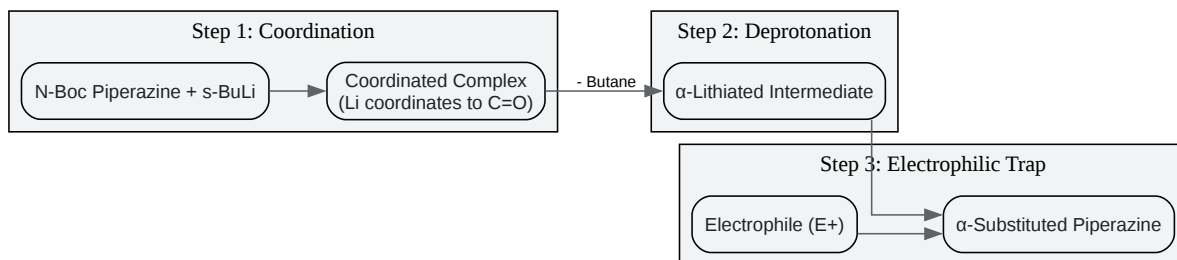 Step 1: Coordination
N-Boc Piperazine + s-BuLi
Coordinated Complex
(Li coordinates to C=O)
- Butane
Step 2: Deprotonation
α-Lithiated Intermediate
Step 3: Electrophilic Trap
Electrophile (E+)
α-Substituted Piperazine